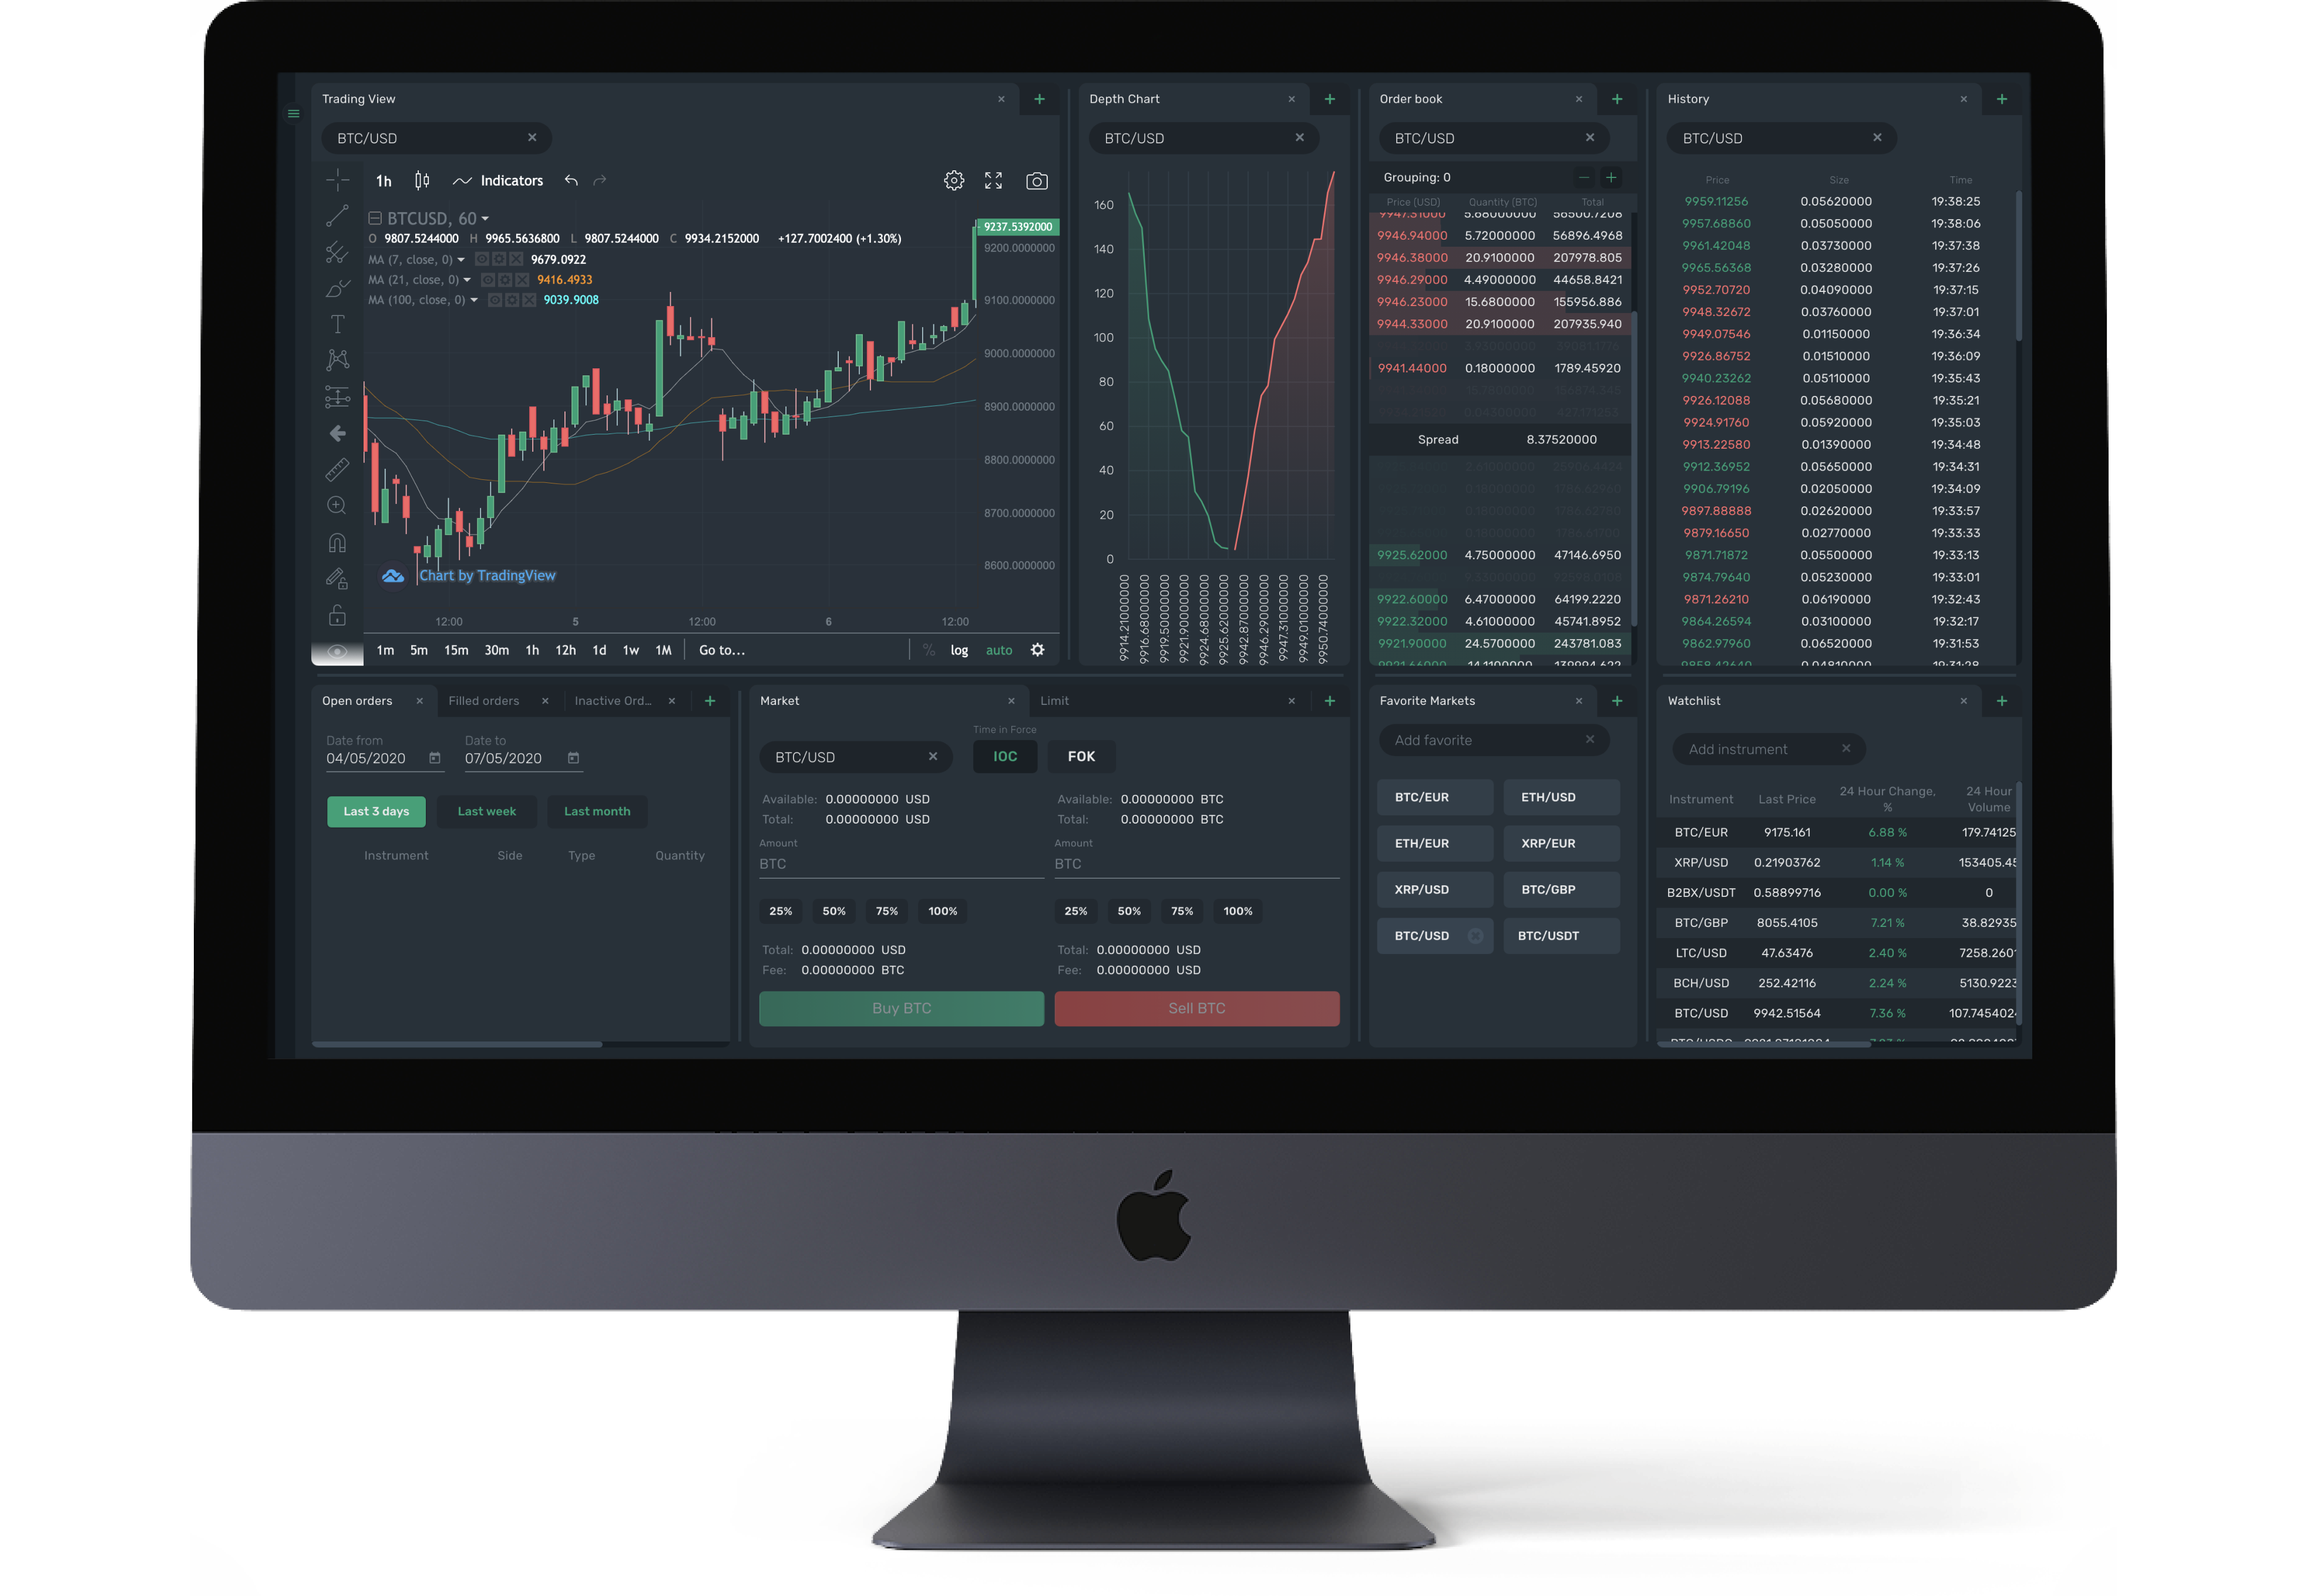 Trading View
BTC/USD
1h Indicators
BTCUSD, 60
O 9807.5244000 H 9965.5636800 L 9807.5244000 C 9934.2152000 +127.7002400 (+1.30%)
MA (7, close, 0) 9679.0922
MA (21, close, 0) 9416.4933
MA (100, close, 0) 9039.9008
9237.5392000
9200.0000000
9100.0000000
9000.0000000
8900.0000000
8800.0000000
8700.0000000
8600.0000000
Chart by TradingView
12:00 5 12:00 6 12:00
1m 5m 15m 30m 1h 12h 1d 1w 1M Go to... % log auto
Depth Chart
BTC/USD
160
140
120
100
80
60
40
20
0
9914.21000000
9916.68000000
9919.50000000
9921.90000000
9924.68000000
9925.62000000
9942.87000000
9946.29000000
9947.31000000
9949.01000000
9950.74000000
Order book
BTC/USD
Grouping: 0
Price (USD) Quantity (BTC) Total
9947.31000 5.68000000 56500.7208
9946.94000 5.72000000 56896.4968
9946.38000 20.9100000 207978.805
9946.29000 4.49000000 44658.8421
9946.23000 15.6800000 155956.886
9944.33000 20.9100000 207935.940
9941.44000 0.18000000 1789.45920
Spread 8.37520000
9925.62000 4.75000000 47146.6950
9922.60000 6.47000000 64199.2220
9922.32000 4.61000000 45741.8952
9921.90000 24.5700000 243781.083
9921.66000 14.1100000 139994.622
History
BTC/USD
Price Size Time
9959.11256 0.05620000 19:38:25
9957.68860 0.05050000 19:38:06
9961.42048 0.03730000 19:37:38
9965.56368 0.03280000 19:37:26
9952.70720 0.04090000 19:37:15
9948.32672 0.03760000 19:37:01
9949.07546 0.01150000 19:36:34
9926.86752 0.01510000 19:36:09
9940.23262 0.05110000 19:35:43
9926.12088 0.05680000 19:35:21
9924.91760 0.05920000 19:35:03
9913.22580 0.01390000 19:34:48
9912.36952 0.05650000 19:34:31
9906.79196 0.02050000 19:34:09
9897.88888 0.02620000 19:33:57
9879.16650 0.02770000 19:33:33
9871.71872 0.05500000 19:33:13
9874.79640 0.05230000 19:33:01
9871.26210 0.06190000 19:32:43
9864.26594 0.03100000 19:32:17
9862.97960 0.06520000 19:31:53
9858.42640 0.04810000 19:31:28
Open orders Filled orders Inactive Ord...
Date from Date to
04/05/2020 07/05/2020
Last 3 days Last week Last month
Instrument Side Type Quantity
Market Limit
Time in Force
BTC/USD IOC FOK
Available: 0.00000000 USD Available: 0.00000000 BTC
Total: 0.00000000 USD Total: 0.00000000 BTC
Amount Amount
BTC BTC
25% 50% 75% 100% 25% 50% 75% 100%
Total: 0.00000000 USD Total: 0.00000000 USD
Fee: 0.00000000 BTC Fee: 0.00000000 USD
Buy BTC Sell BTC
Favorite Markets
Add favorite
BTC/EUR ETH/USD
ETH/EUR XRP/EUR
XRP/USD BTC/GBP
BTC/USD BTC/USDT
Watchlist
Add instrument
Instrument Last Price 24 Hour Change, % 24 Hour Volume
BTC/EUR 9175.161 6.88 % 179.74125
XRP/USD 0.21903762 1.14 % 153405.45
B2BX/USDT 0.58899716 0.00 % 0
BTC/GBP 8055.4105 7.21 % 38.82935
LTC/USD 47.63476 2.40 % 7258.2601
BCH/USD 252.42116 2.24 % 5130.9223
BTC/USD 9942.51564 7.36 % 107.7454024